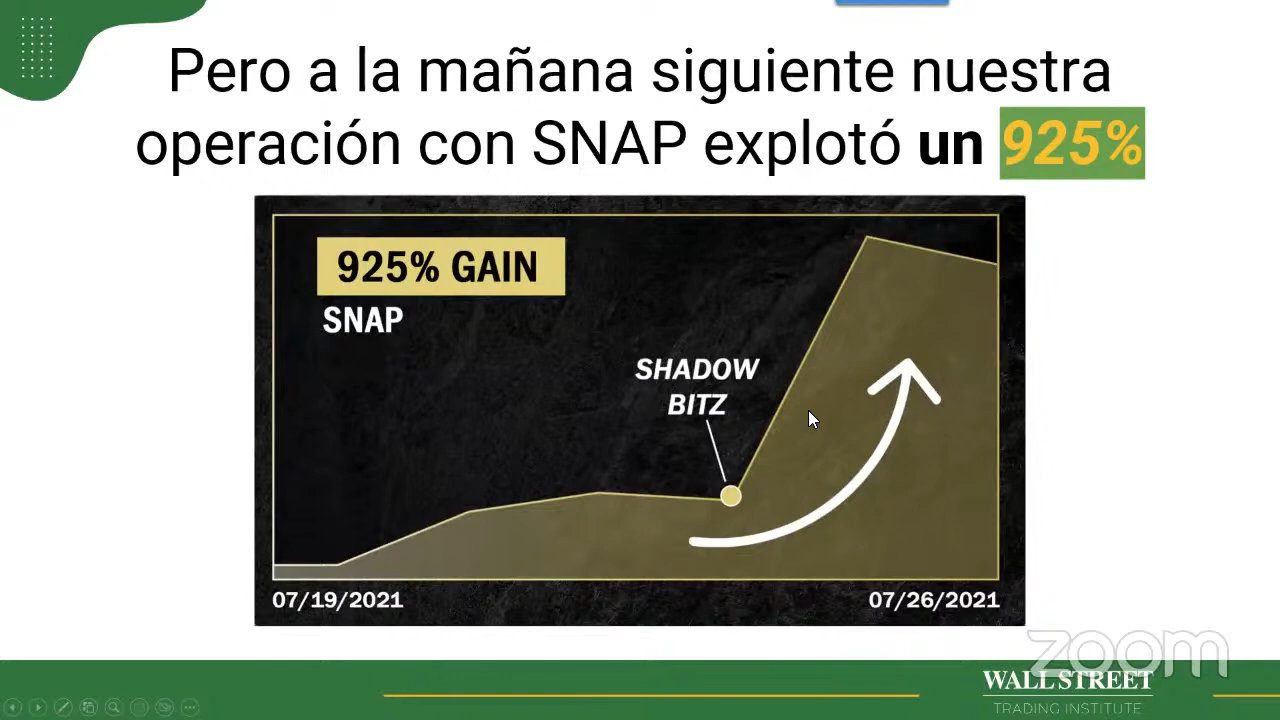 Pero a la mañana siguiente nuestra
operación con SNAP explotó un 925%
925% GAIN
SNAP
SHADOW
BITZ
07/19/2021
07/26/2021
zoom
WALL STREET
TRADING INSTITUTE